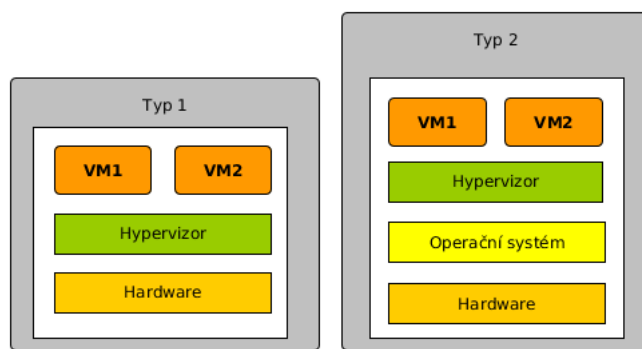 Typ 1
VM1 VM2
Hypervizor
Hardware
Typ 2
VM1 VM2
Hypervizor
Operační systém
Hardware